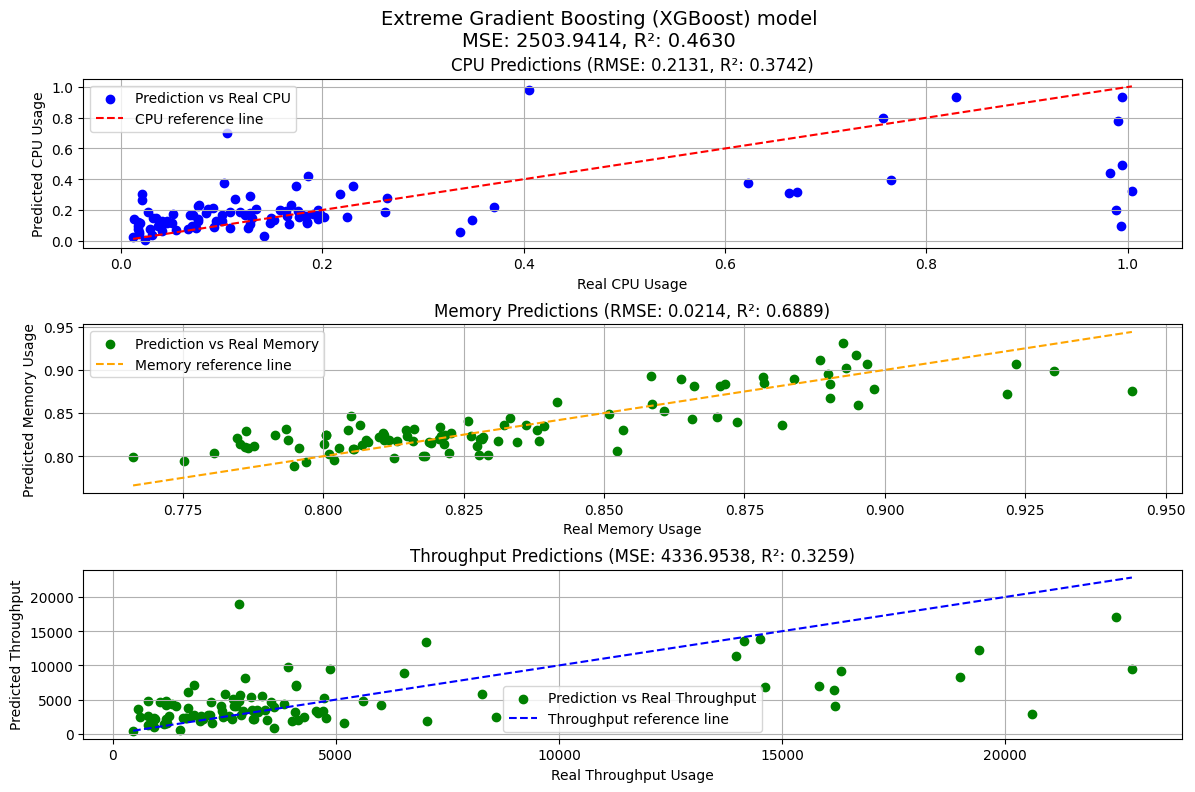 Extreme Gradient Boosting (XGBoost) model
MSE: 2503.9414, R²: 0.4630
CPU Predictions (RMSE: 0.2131, R²: 0.3742)
Predicted CPU Usage
1.0
0.8
0.6
0.4
0.2
0.0
Prediction vs Real CPU
CPU reference line
0.0 0.2 0.4 0.6 0.8 1.0
Real CPU Usage
Memory Predictions (RMSE: 0.0214, R²: 0.6889)
Predicted Memory Usage
0.95
0.90
0.85
0.80
Prediction vs Real Memory
Memory reference line
0.775 0.800 0.825 0.850 0.875 0.900 0.925 0.950
Real Memory Usage
Throughput Predictions (MSE: 4336.9538, R²: 0.3259)
Predicted Throughput
20000
15000
10000
5000
0
Prediction vs Real Throughput
Throughput reference line
0 5000 10000 15000 20000
Real Throughput Usage